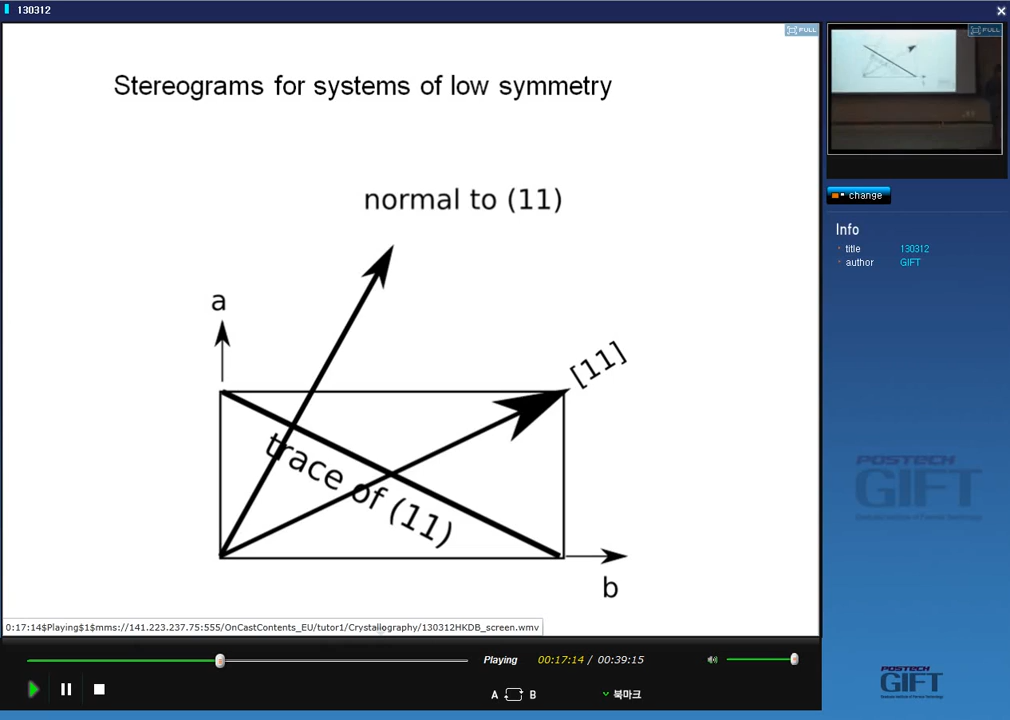 130312
FULL
FULL
Stereograms for systems of low symmetry
normal to (11)
a
[11]
trace of (11)
b
change
Info
title 130312
author GIFT
POSTECH
GIFT
0:17:14$Playing$1$mms://141.223.237.75:555/OnCastContents_EU/tutor1/Crystallography/130312HKDB_screen.wmv
Playing 00:17:14 / 00:39:15
A B
북마크
POSTECH
GIFT